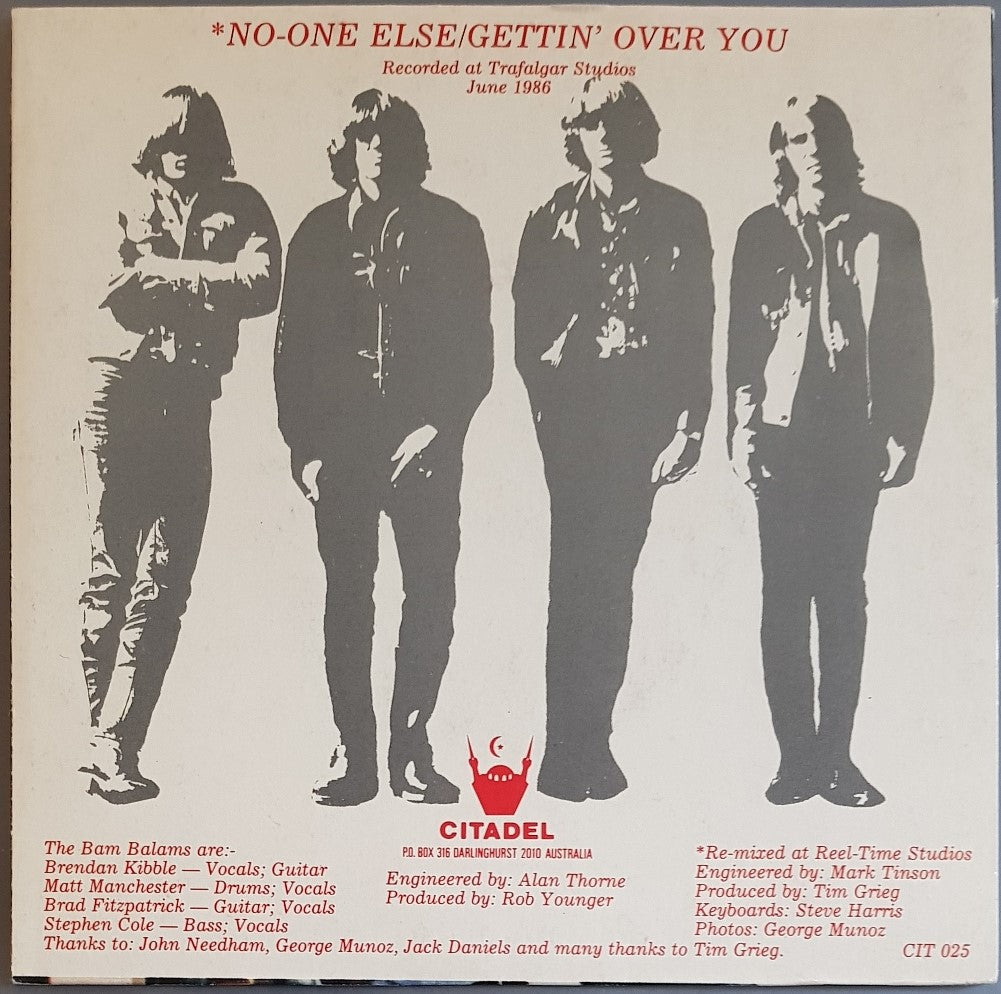 *NO-ONE ELSE/GETTIN' OVER YOU
Recorded at Trafalgar Studios
June 1986
CITADEL
P.O. BOX 316 DARLINGHURST 2010 AUSTRALIA
The Bam Balams are:-
Brendan Kibble — Vocals; Guitar
Matt Manchester — Drums; Vocals
Brad Fitzpatrick — Guitar; Vocals
Stephen Cole — Bass; Vocals
Engineered by: Alan Thorne
Produced by: Rob Younger
*Re-mixed at Reel-Time Studios
Engineered by: Mark Tinson
Produced by: Tim Grieg
Keyboards: Steve Harris
Photos: George Munoz
Thanks to: John Needham, George Munoz, Jack Daniels and many thanks to Tim Grieg.
CIT 025